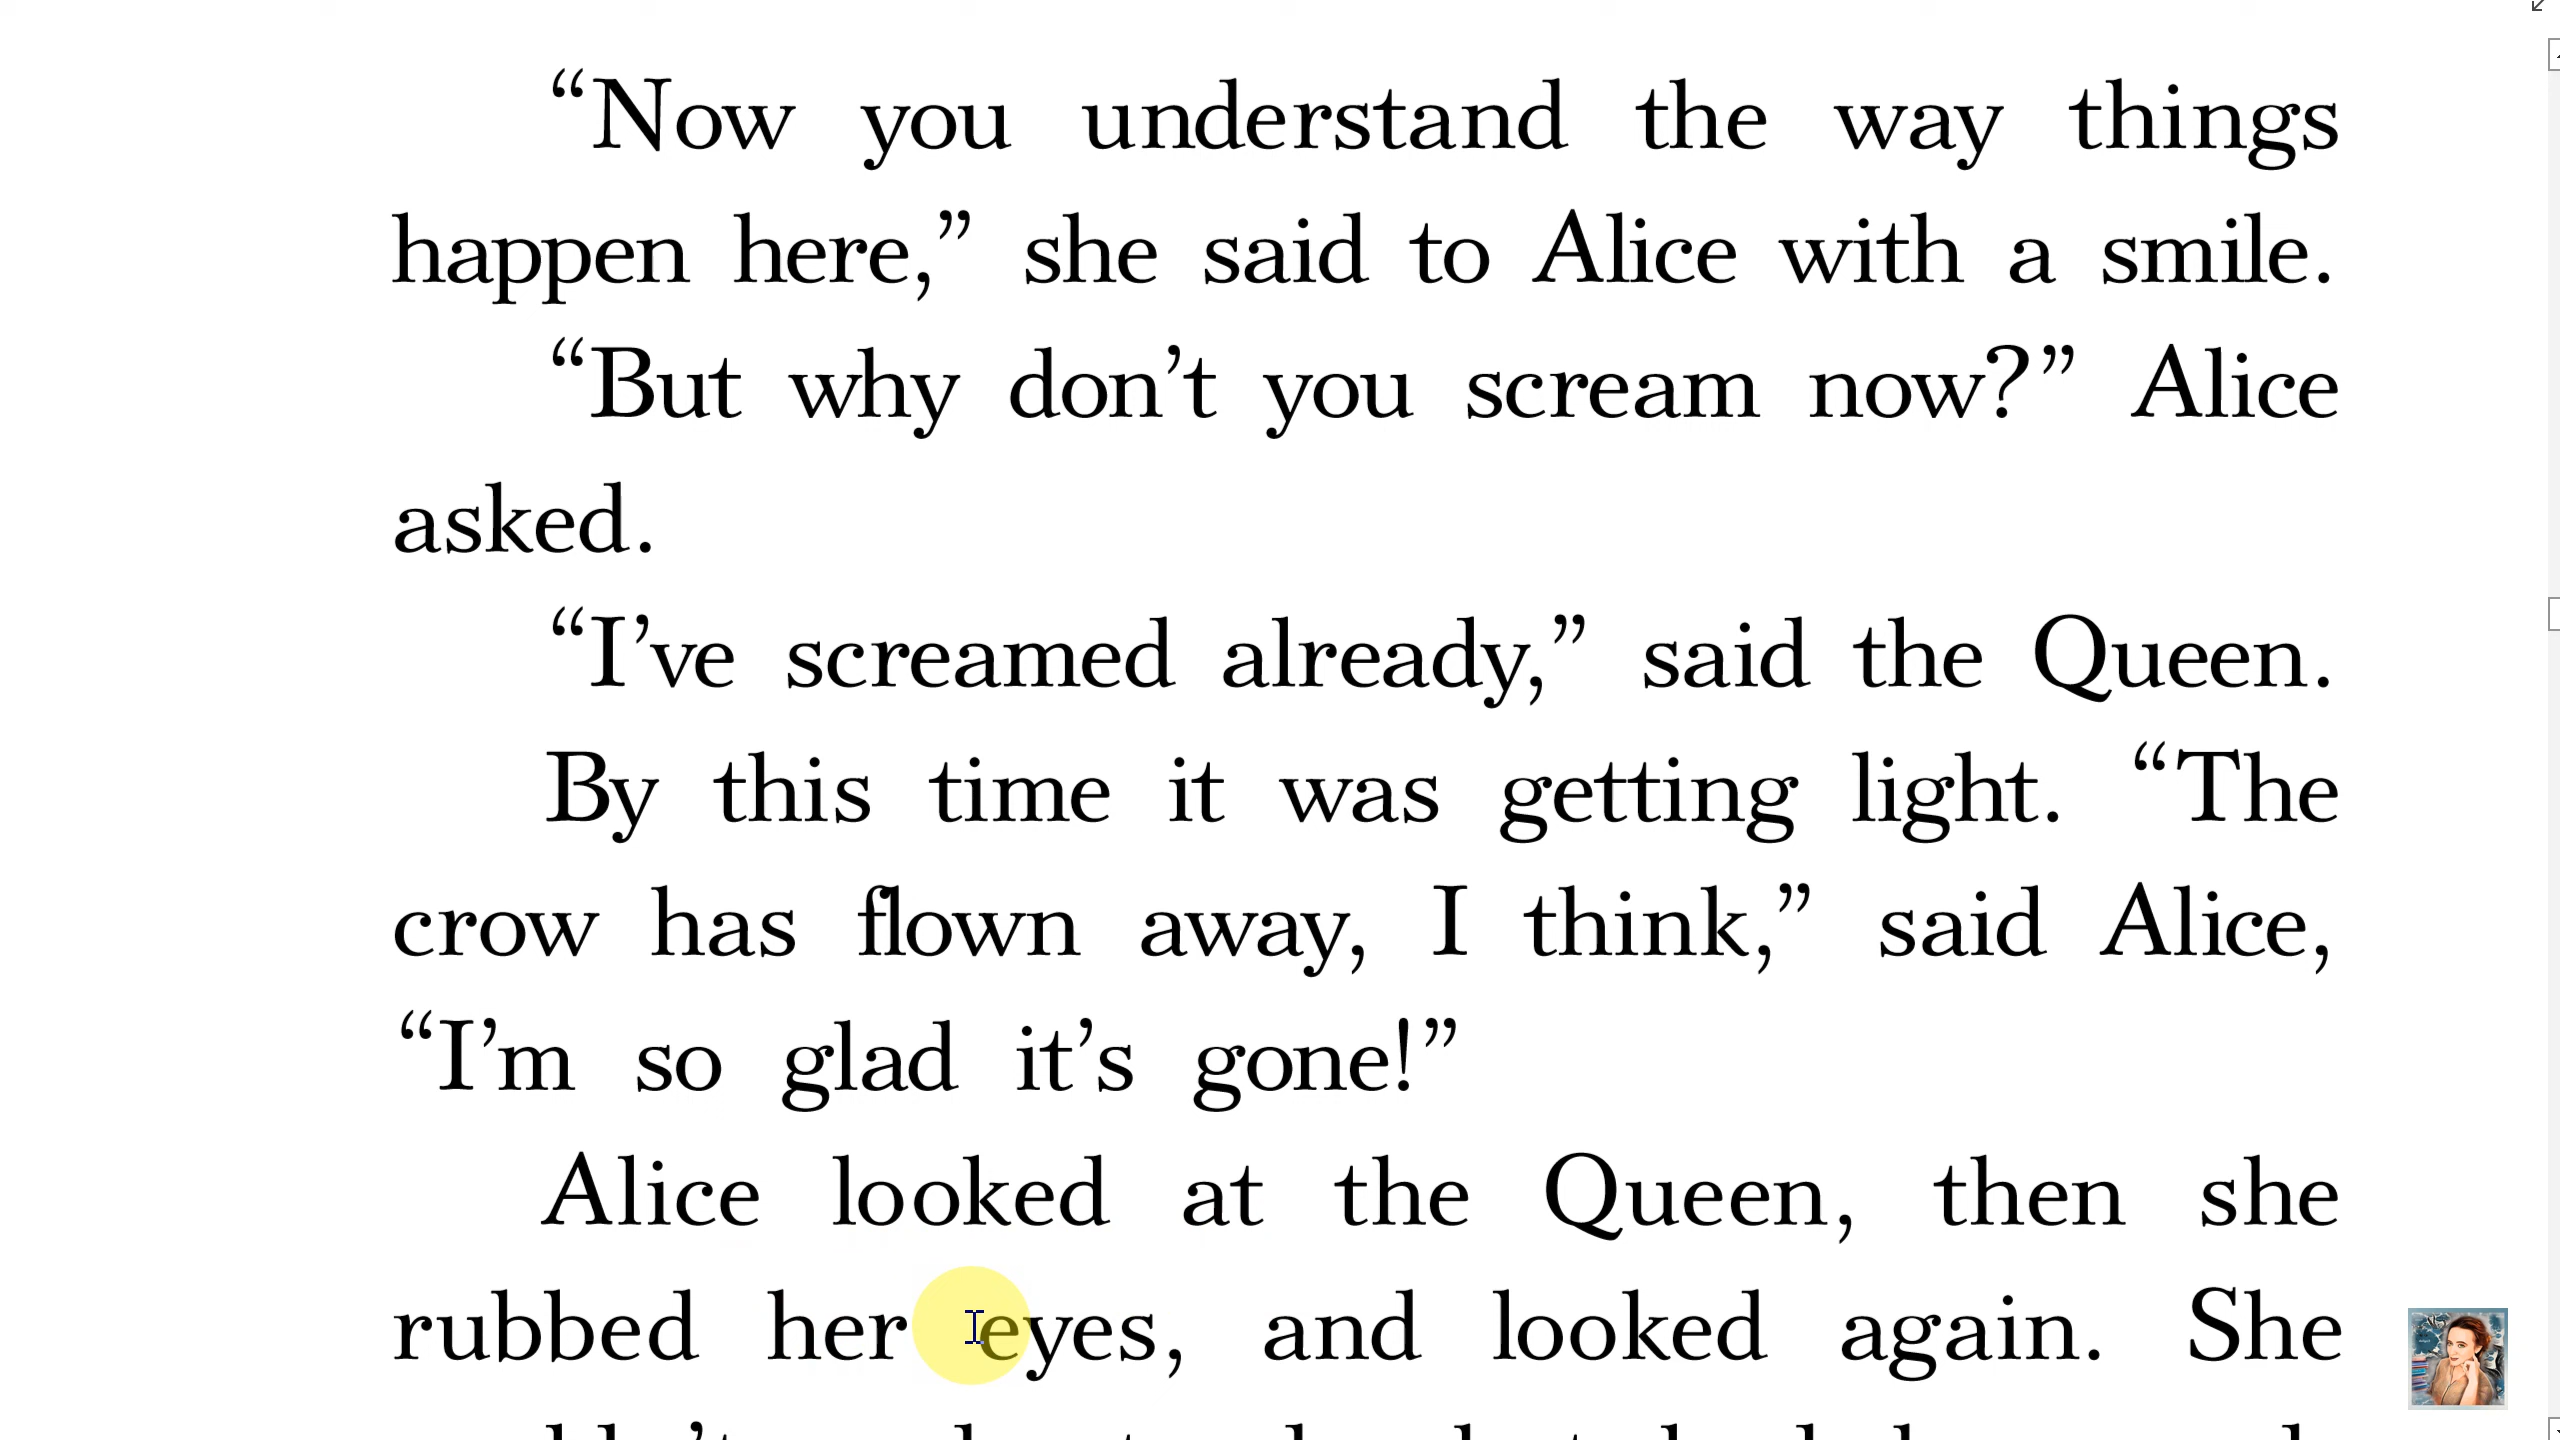 “Now you understand the way things
happen here,” she said to Alice with a smile.
“But why don’t you scream now?” Alice
asked.
“I’ve screamed already,” said the Queen.
By this time it was getting light. “The
crow has flown away, I think,” said Alice,
“I’m so glad it’s gone!”
Alice looked at the Queen, then she
rubbed her eyes, and looked again. She